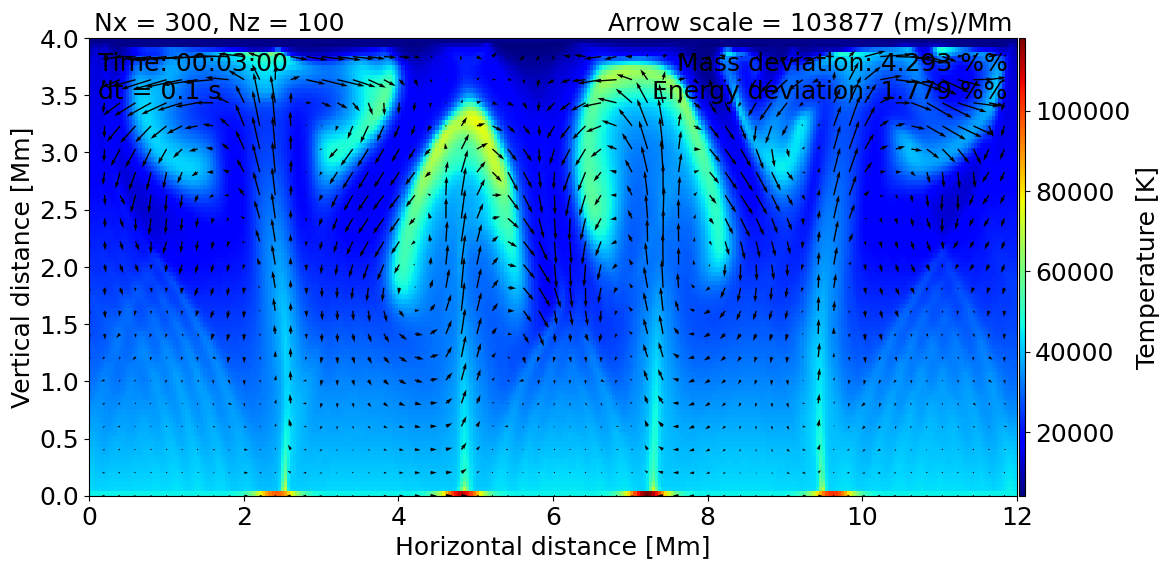 Nx = 300, Nz = 100
Arrow scale = 103877 (m/s)/Mm
Time: 00:03:00
dt = 0.1 s
Mass deviation: 4.293 %%
Energy deviation: 1.779 %%
Vertical distance [Mm]
4.0
3.5
3.0
2.5
2.0
1.5
1.0
0.5
0.0
0 2 4 6 8 10 12
Horizontal distance [Mm]
100000
80000
60000
40000
20000
Temperature [K]